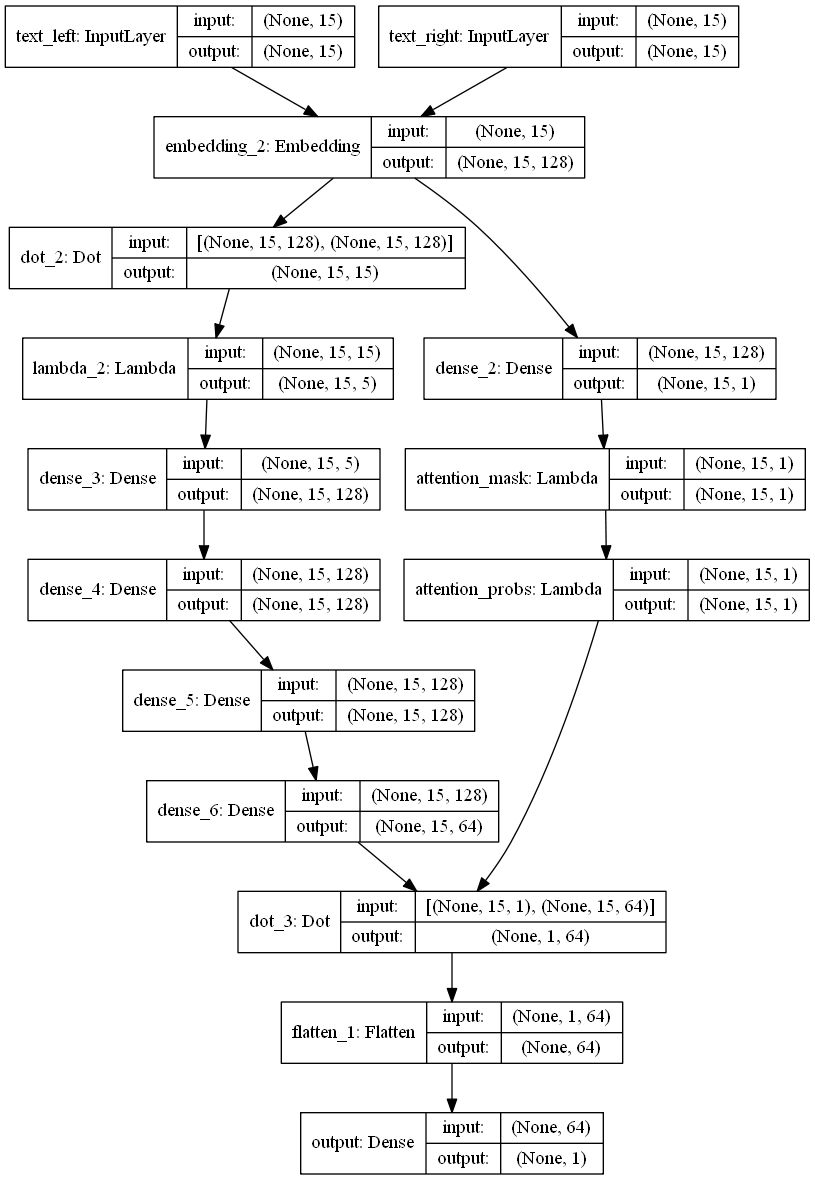 text_left: InputLayer input: (None, 15)
output: (None, 15)
text_right: InputLayer input: (None, 15)
output: (None, 15)
embedding_2: Embedding input: (None, 15)
output: (None, 15, 128)
dot_2: Dot input: [(None, 15, 128), (None, 15, 128)]
output: (None, 15, 15)
lambda_2: Lambda input: (None, 15, 15)
output: (None, 15, 5)
dense_2: Dense input: (None, 15, 128)
output: (None, 15, 1)
dense_3: Dense input: (None, 15, 5)
output: (None, 15, 128)
attention_mask: Lambda input: (None, 15, 1)
output: (None, 15, 1)
dense_4: Dense input: (None, 15, 128)
output: (None, 15, 128)
attention_probs: Lambda input: (None, 15, 1)
output: (None, 15, 1)
dense_5: Dense input: (None, 15, 128)
output: (None, 15, 128)
dense_6: Dense input: (None, 15, 128)
output: (None, 15, 64)
dot_3: Dot input: [(None, 15, 1), (None, 15, 64)]
output: (None, 1, 64)
flatten_1: Flatten input: (None, 1, 64)
output: (None, 64)
output: Dense input: (None, 64)
output: (None, 1)